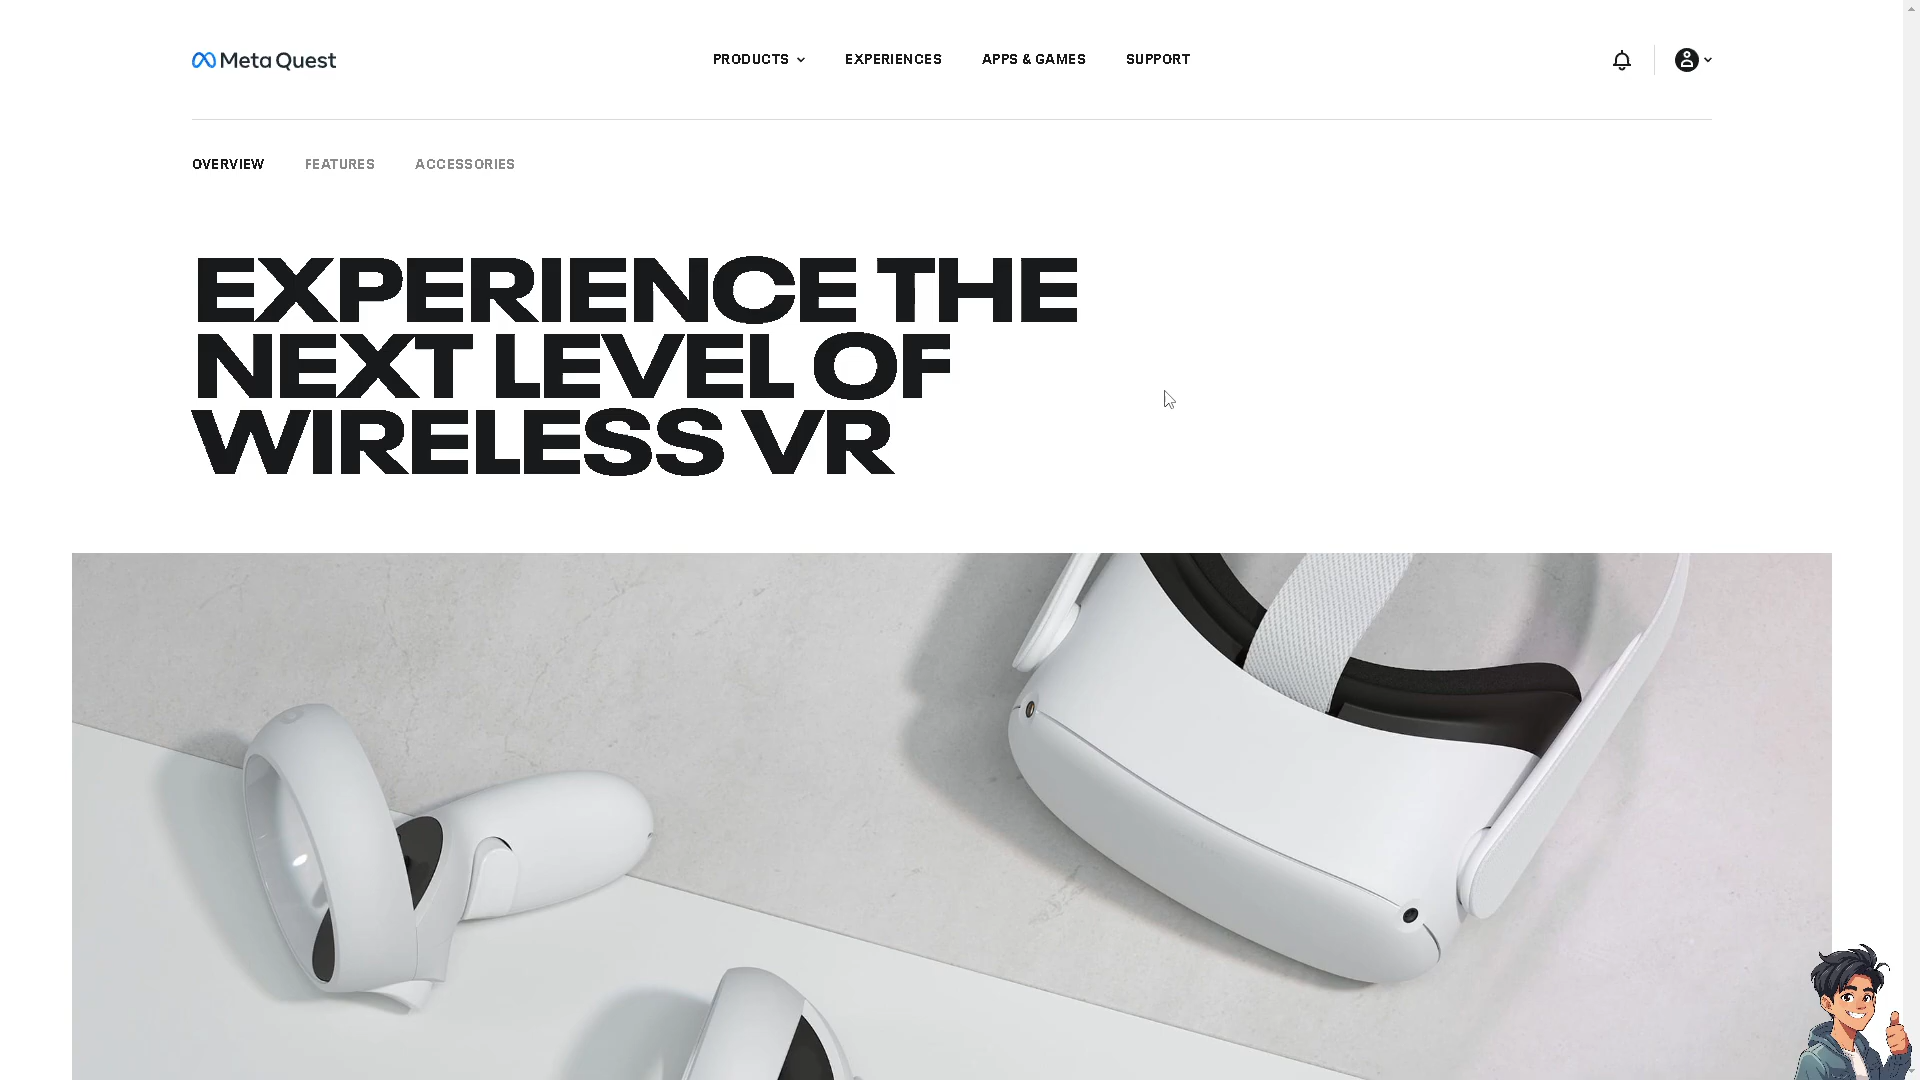 Meta Quest
PRODUCTS
EXPERIENCES
APPS & GAMES
SUPPORT
OVERVIEW
FEATURES
ACCESSORIES
EXPERIENCE THE
NEXT LEVEL OF
WIRELESS VR